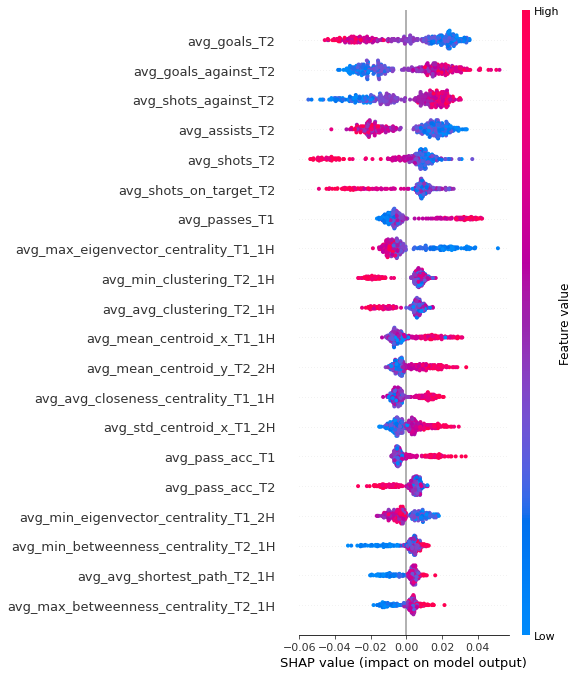 High
avg_goals_T2
avg_goals_against_T2
avg_shots_against_T2
avg_assists_T2
avg_shots_T2
avg_shots_on_target_T2
avg_passes_T1
avg_max_eigenvector_centrality_T1_1H
avg_min_clustering_T2_1H
avg_avg_clustering_T2_1H
avg_mean_centroid_x_T1_1H
avg_mean_centroid_y_T2_2H
avg_avg_closeness_centrality_T1_1H
avg_std_centroid_x_T1_2H
avg_pass_acc_T1
avg_pass_acc_T2
avg_min_eigenvector_centrality_T1_2H
avg_min_betweenness_centrality_T2_1H
avg_avg_shortest_path_T2_1H
avg_max_betweenness_centrality_T2_1H
Feature value
Low
−0.06 −0.04 −0.02 0.00 0.02 0.04
SHAP value (impact on model output)